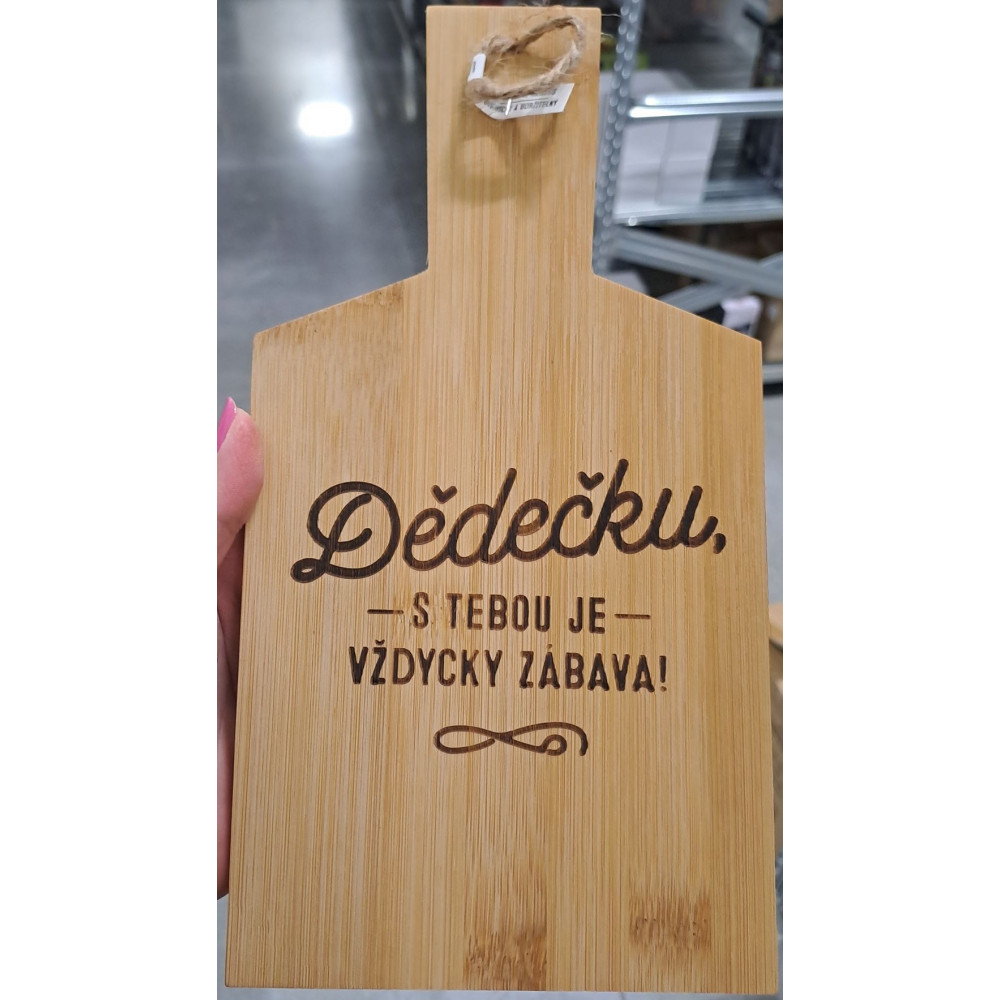 Dědečku,
S TEBOU JE
VŽDYCKY ZÁBAVA!